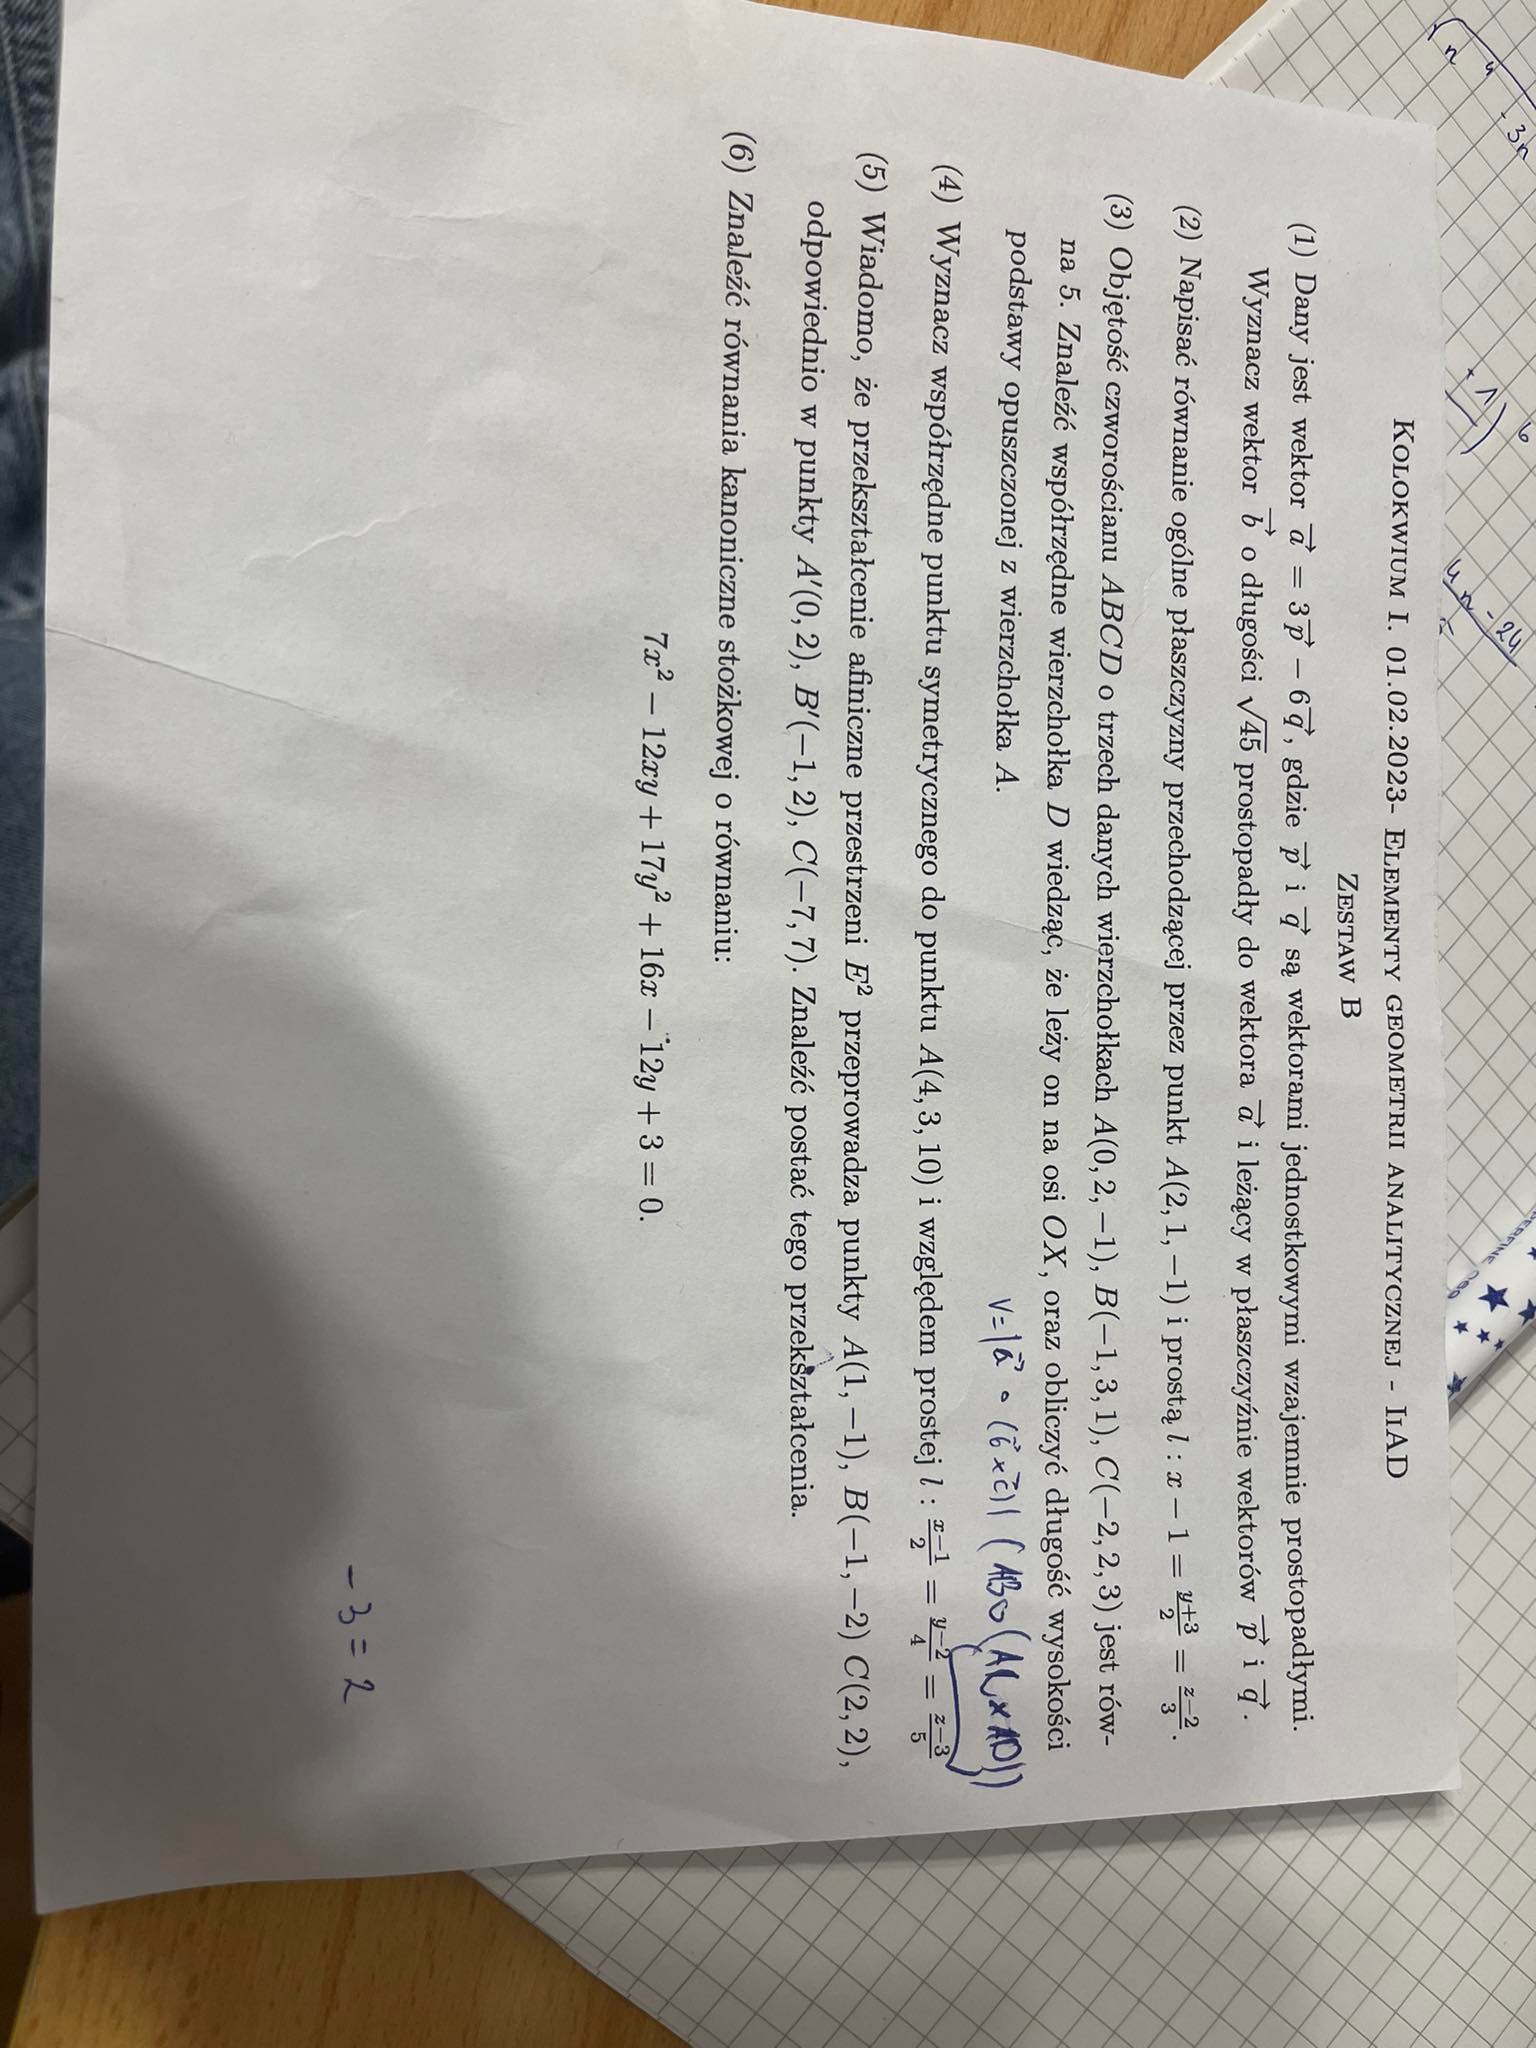 KOLOKWIUM I. 01.02.2023- ELEMENTY GEOMETRII ANALITYCZNEJ - IIAD
ZESTAW B
(1) Dany jest wektor $\vec{a} = 3\vec{p} - 6\vec{q}$, gdzie $\vec{p}$ i $\vec{q}$ są wektorami jednostkowymi wzajemnie prostopadłymi.
Wyznacz wektor $\vec{b}$ o długości $\sqrt{45}$ prostopadły do wektora $\vec{a}$ i leżący w płaszczyźnie wektorów $\vec{p}$ i $\vec{q}$.
(2) Napisać równanie ogólne płaszczyzny przechodzącej przez punkt $A(2, 1, -1)$ i prostą $l : x - 1 = \frac{y+3}{2} = \frac{z-2}{3}$.
(3) Objętość czworościanu $ABCD$ o trzech danych wierzchołkach $A(0, 2, -1)$, $B(-1, 3, 1)$, $C(-2, 2, 3)$ jest rów-
na 5. Znaleźć współrzędne wierzchołka $D$ wiedząc, że leży on na osi $OX$, oraz obliczyć długość wysokości
podstawy opuszczonej z wierzchołka $A$.
$V = |\vec{a} \circ (\vec{b} \times \vec{c})|$ $(AB \circ (AC \times AD))$
(4) Wyznacz współrzędne punktu symetrycznego do punktu $A(4, 3, 10)$ i względem prostej $l : \frac{x-1}{2} = \frac{y-2}{4} = \frac{z-3}{5}$
(5) Wiadomo, że przekształcenie afiniczne przestrzeni $E^2$ przeprowadza punkty $A(1, -1)$, $B(-1, -2)$ $C(2, 2)$,
odpowiednio w punkty $A'(0, 2)$, $B'(-1, 2)$, $C(-7, 7)$. Znaleźć postać tego przekształcenia.
(6) Znaleźć równania kanoniczne stożkowej o równaniu:
$7x^2 - 12xy + 17y^2 + 16x - 12y + 3 = 0.$
$-3 = 2$